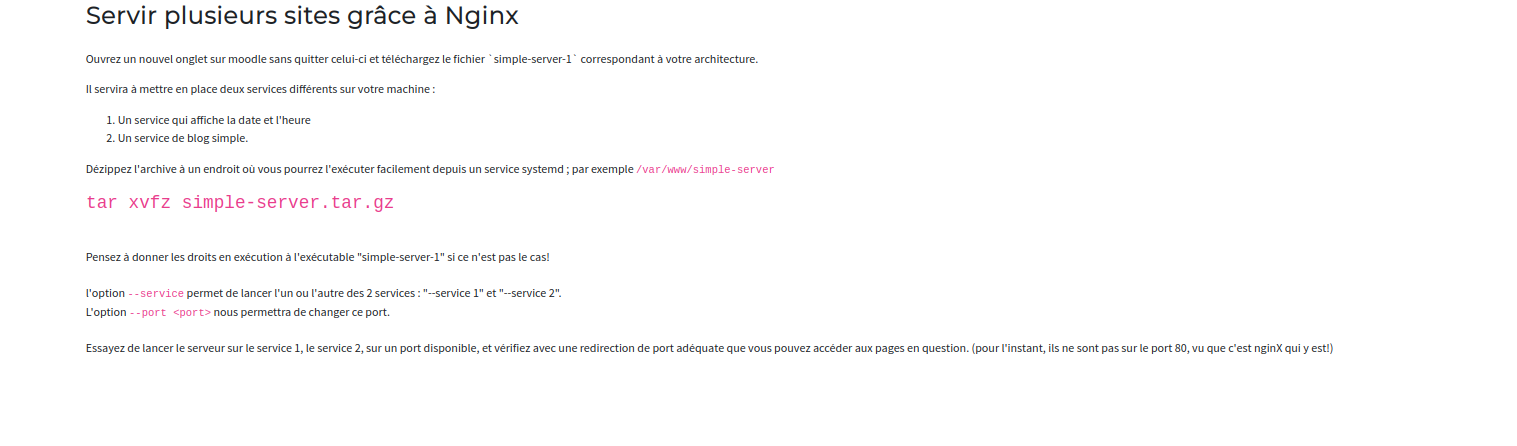 Servir plusieurs sites grâce à Nginx
Ouvrez un nouvel onglet sur moodle sans quitter celui-ci et téléchargez le fichier `simple-server-1` correspondant à votre architecture.
Il servira à mettre en place deux services différents sur votre machine :
1. Un service qui affiche la date et l'heure
2. Un service de blog simple.
Dézippez l'archive à un endroit où vous pourrez l'exécuter facilement depuis un service systemd ; par exemple /var/www/simple-server
tar xvfz simple-server.tar.gz
Pensez à donner les droits en exécution à l'exécutable "simple-server-1" si ce n'est pas le cas!
l'option --service permet de lancer l'un ou l'autre des 2 services : "--service 1" et "--service 2".
L'option --port <port> nous permettra de changer ce port.
Essayez de lancer le serveur sur le service 1, le service 2, sur un port disponible, et vérifiez avec une redirection de port adéquate que vous pouvez accéder aux pages en question. (pour l'instant, ils ne sont pas sur le port 80, vu que c'est nginX qui y est!)